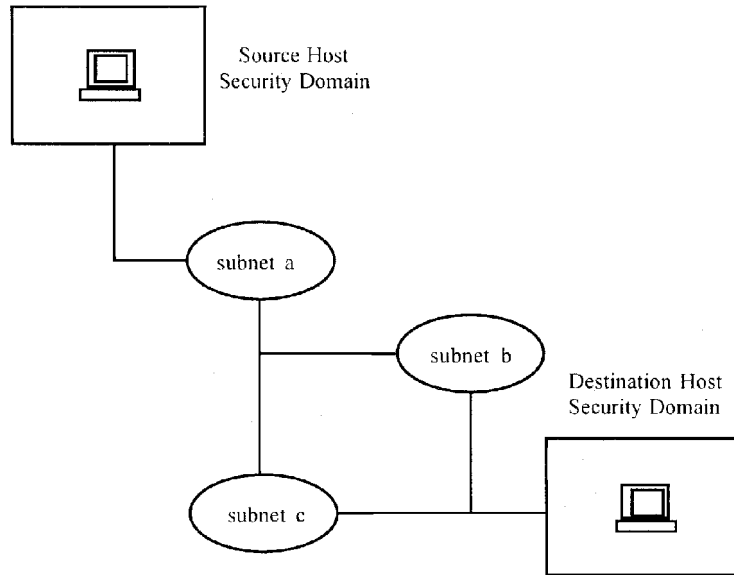 Source Host
Security Domain
subnet a
subnet b
Destination Host
Security Domain
subnet c